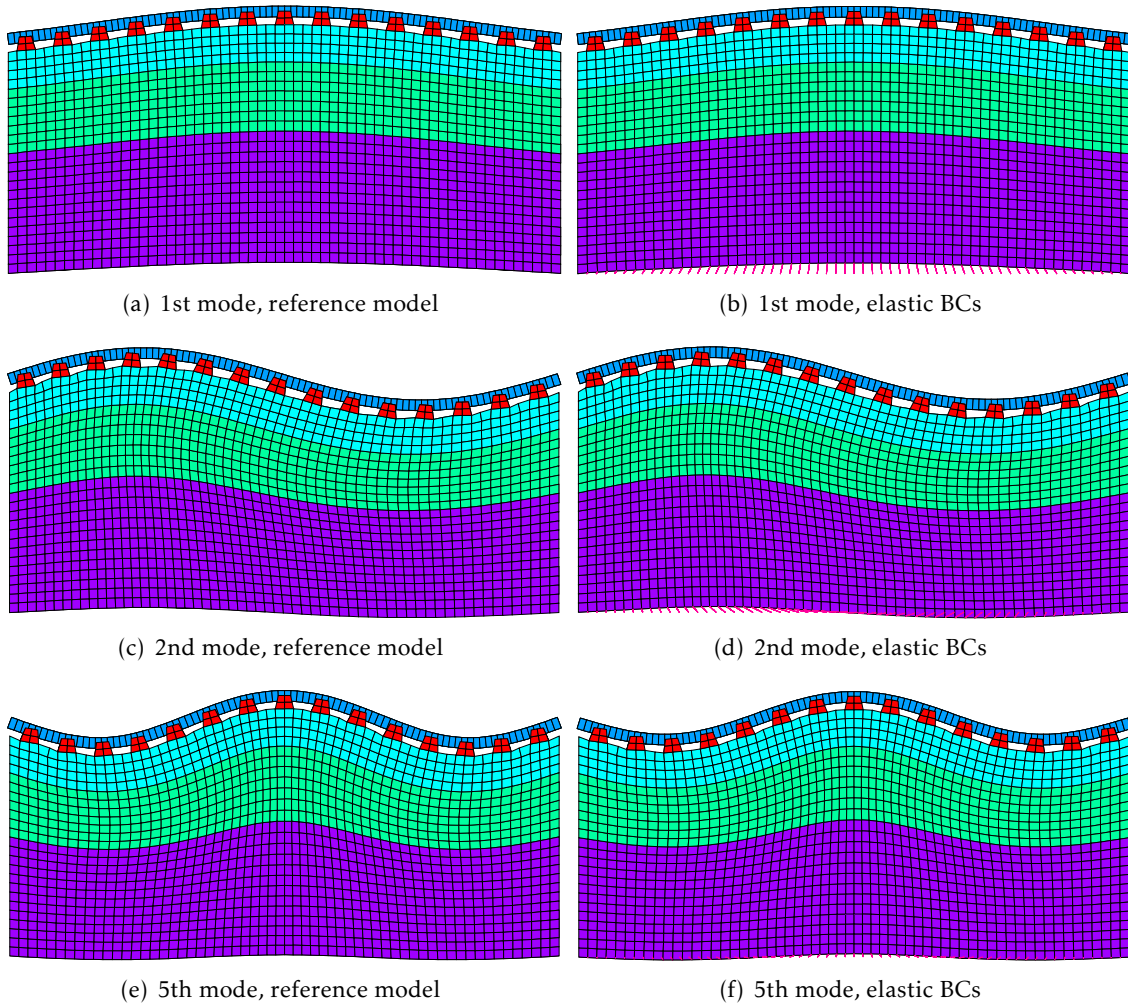 (a) 1st mode, reference model
(b) 1st mode, elastic BCs
(c) 2nd mode, reference model
(d) 2nd mode, elastic BCs
(e) 5th mode, reference model
(f) 5th mode, elastic BCs